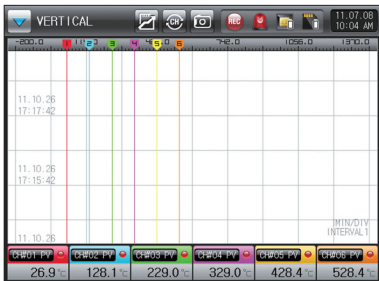 VERTICAL CH REC 11.07.08
10:04 AM
-200.0 742.0 1056.0 1370.0
1 2 3 4 5 6
11.10.26
17:17:42
11.10.26
17:15:42
MIN/DIV
INTERVAL1
11.10.26
CH#01 PV CH#02 PV CH#03 PV CH#04 PV CH#05 PV CH#06 PV
26.9℃ 128.1℃ 229.0℃ 329.0℃ 428.4℃ 528.4℃